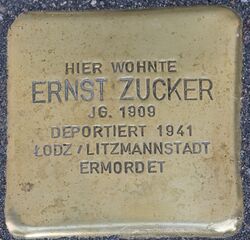 HIER WOHNTE
ERNST ZUCKER
JG. 1909
DEPORTIERT 1941
ŁODZ/LITZMANNSTADT
ERMORDET